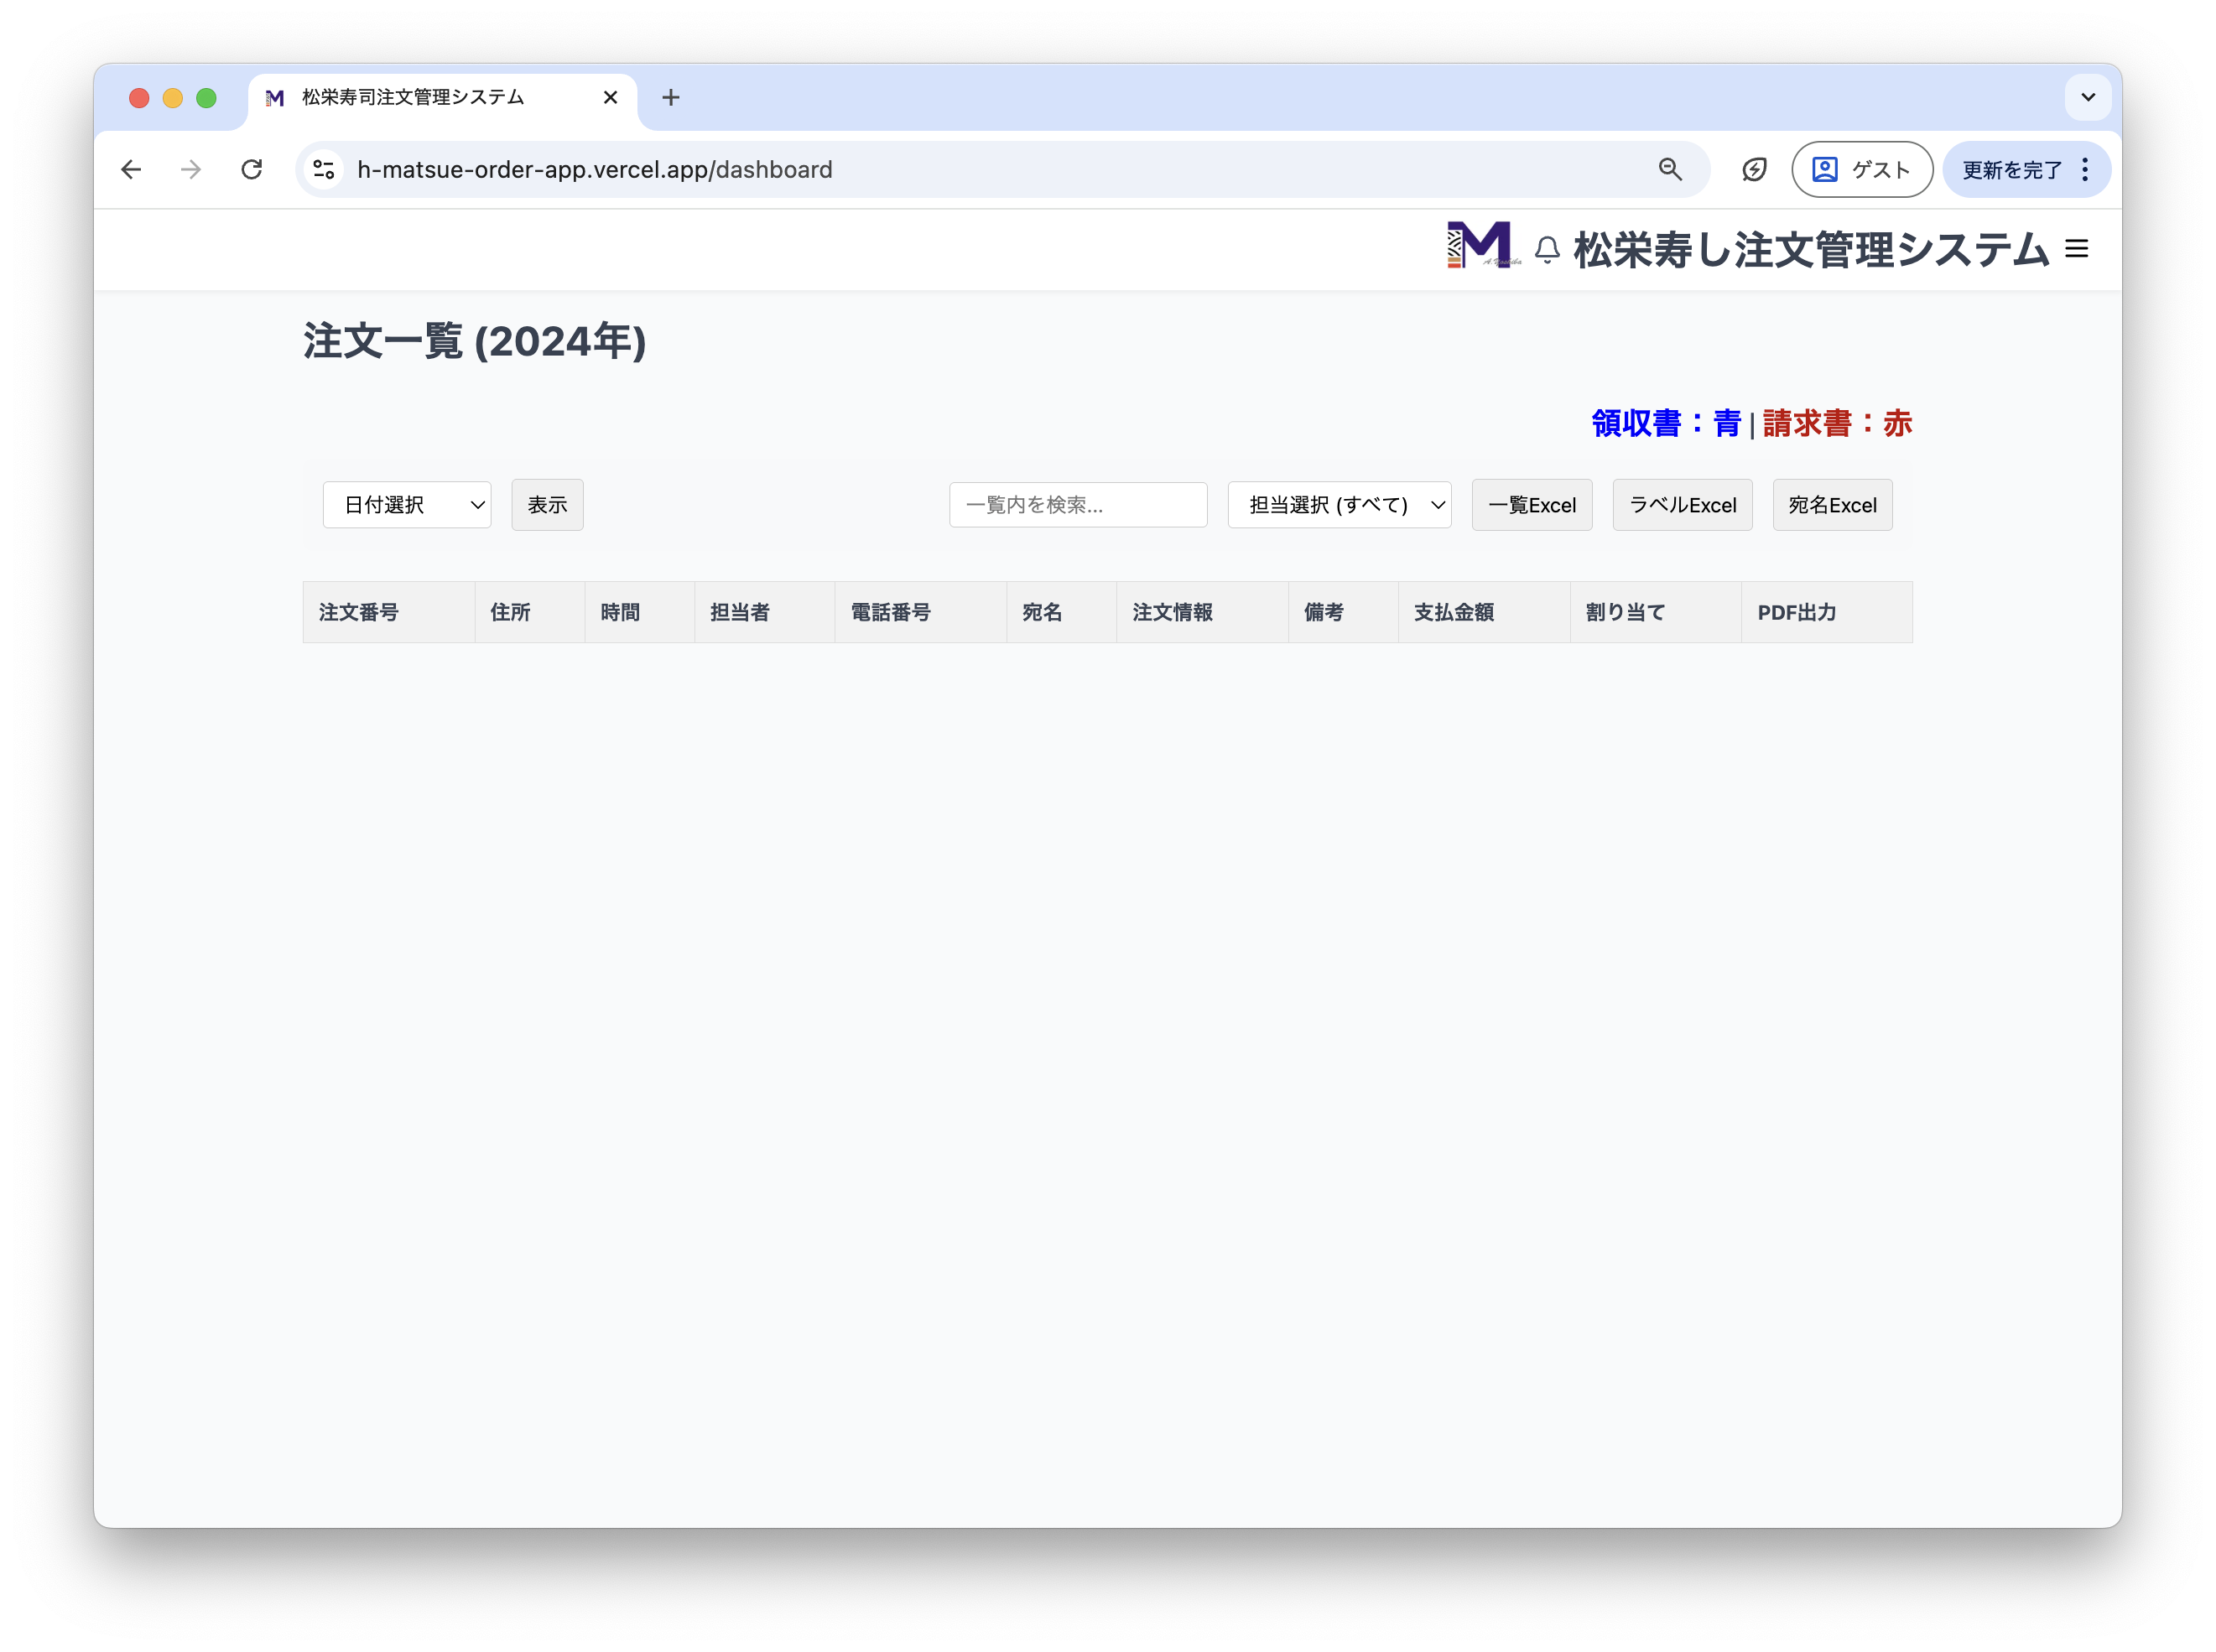 松栄寿司注文管理システム
h-matsue-order-app.vercel.app/dashboard
ゲスト
更新を完了
M
松栄寿し注文管理システム
注文一覧 (2024年)
領収書：青 | 請求書：赤
日付選択 表示 一覧内を検索... 担当選択 (すべて) 一覧Excel ラベルExcel 宛名Excel
注文番号 住所 時間 担当者 電話番号 宛名 注文情報 備考 支払金額 割り当て PDF出力